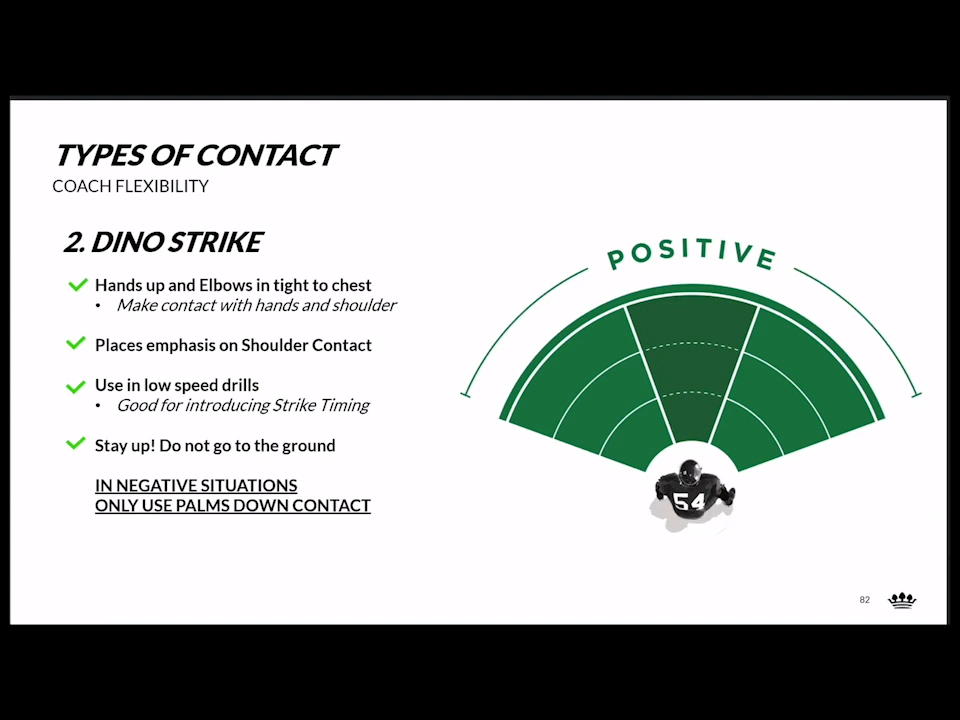 TYPES OF CONTACT
COACH FLEXIBILITY
2. DINO STRIKE
Hands up and Elbows in tight to chest
• Make contact with hands and shoulder
Places emphasis on Shoulder Contact
Use in low speed drills
• Good for introducing Strike Timing
Stay up! Do not go to the ground
IN NEGATIVE SITUATIONS
ONLY USE PALMS DOWN CONTACT
POSITIVE
54
82